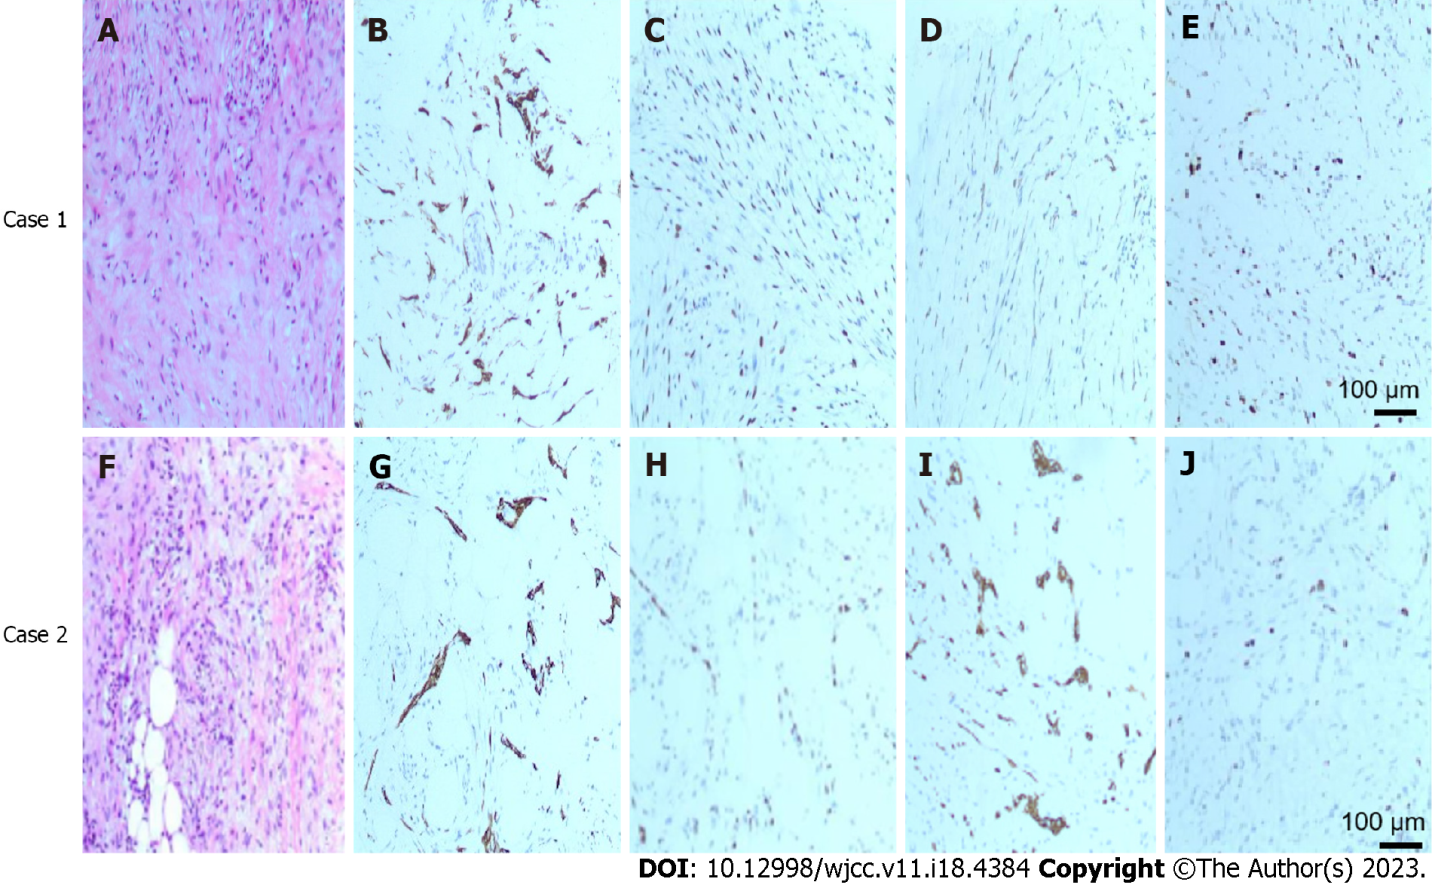 A B C D E
Case 1
100 µm
F G H I J
Case 2
100 µm
DOI: 10.12998/wjcc.v11.i18.4384 Copyright ©The Author(s) 2023.